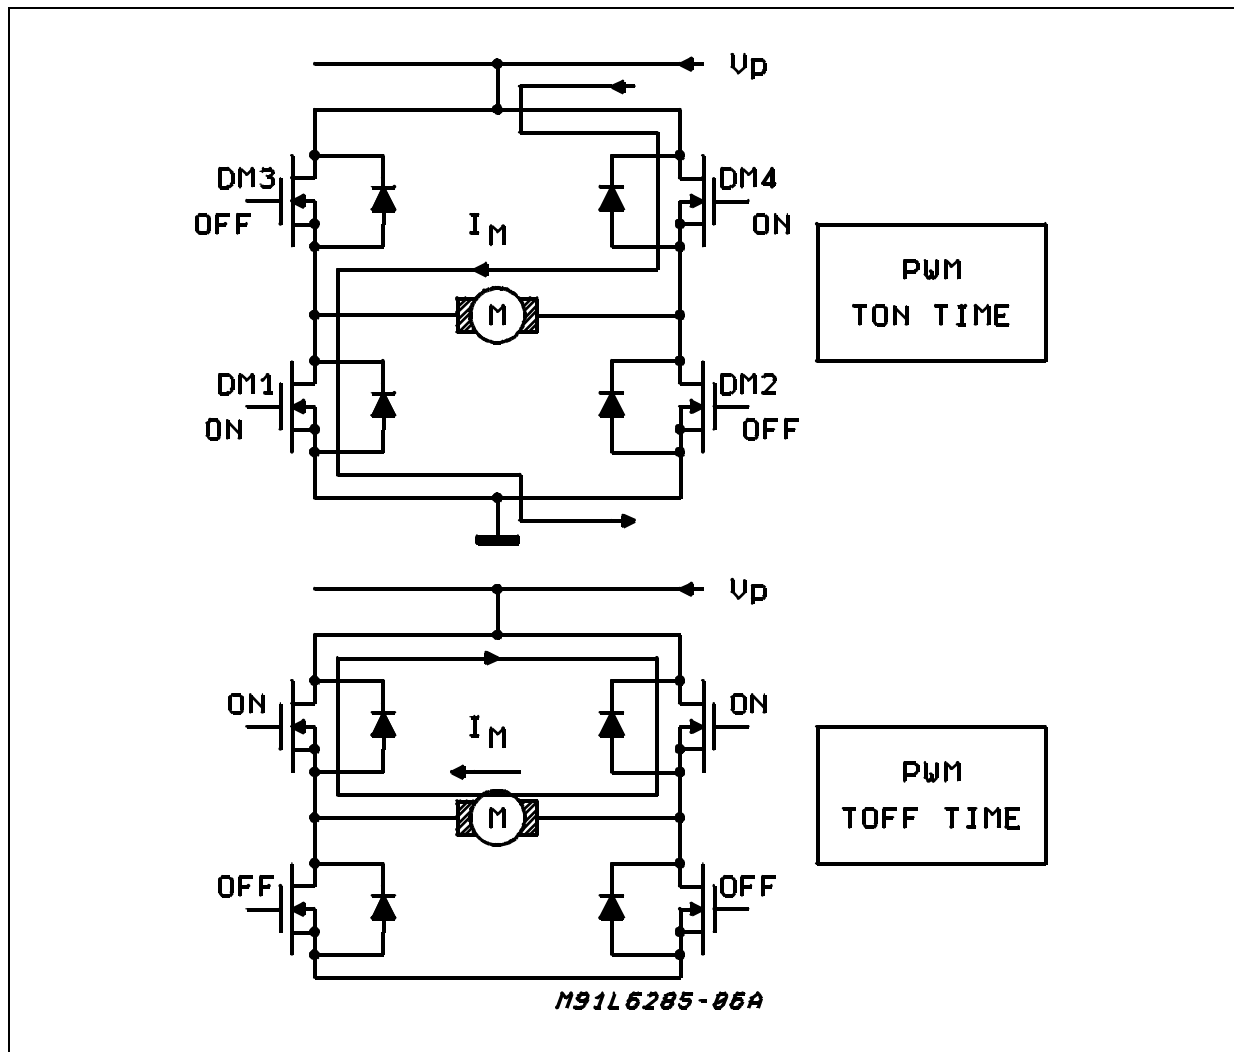 Vp
DM3
OFF
DM4
ON
IM
M
PWM
TON TIME
DM1
ON
DM2
OFF
Vp
ON
ON
IM
M
PWM
TOFF TIME
OFF
OFF
M91L6285-06A